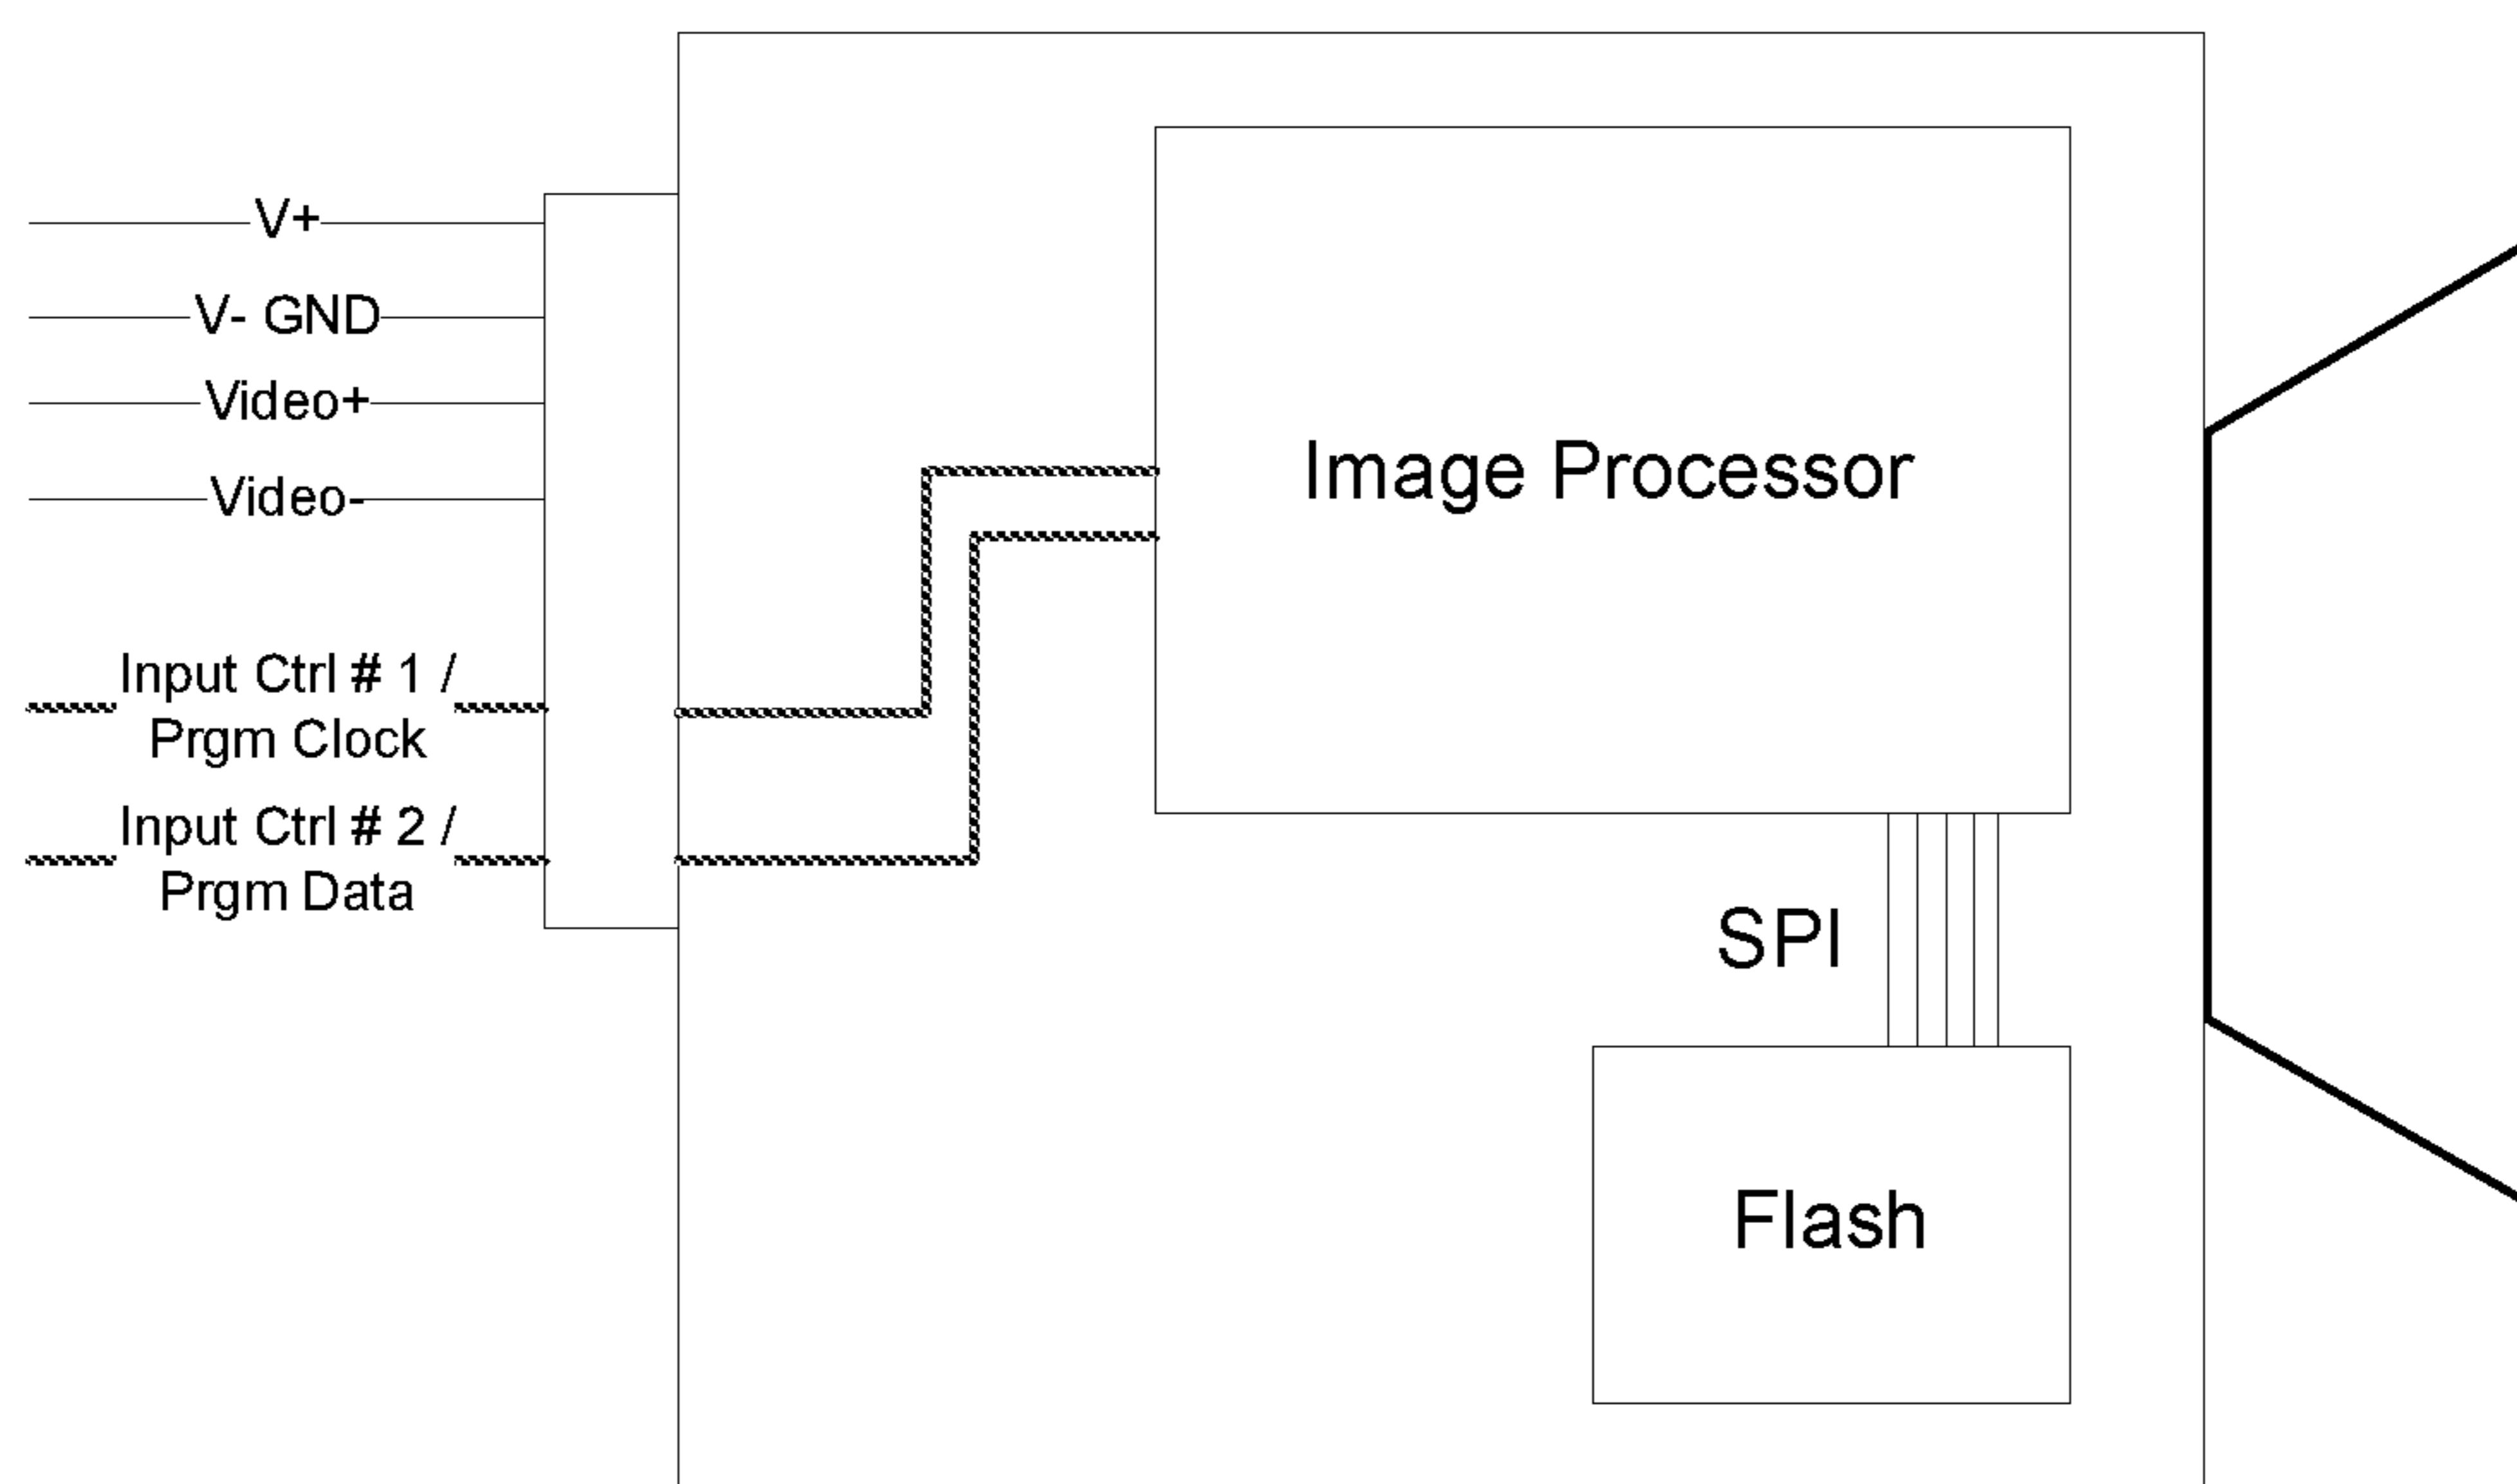 V+
V- GND
Video+
Video-
Input Ctrl # 1 /
Prgm Clock
Input Ctrl # 2 /
Prgm Data
Image Processor
SPI
Flash